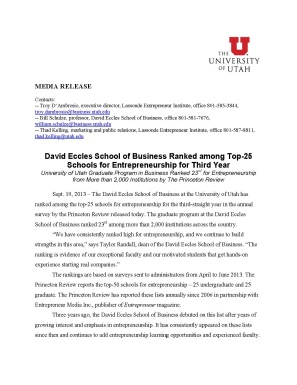 THE
UNIVERSITY
OF UTAH
MEDIA RELEASE
Contacts:
-- Troy D'Ambrosio, executive director, Lassonde Entrepreneur Institute, office 801-585-3844,
troy.dambrosio@business.utah.edu
-- Bill Schulze, professor, David Eccles School of Business, office 801-581-7676,
william.schulze@business.utah.edu
-- Thad Kelling, marketing and public relations, Lassonde Entrepreneur Institute, office 801-587-8811,
thad.kelling@utah.edu
David Eccles School of Business Ranked among Top-25
Schools for Entrepreneurship for Third Year
University of Utah Graduate Program in Business Ranked 23rd for Entrepreneurship
from More than 2,000 Institutions by The Princeton Review
Sept. 19, 2013 – The David Eccles School of Business at the University of Utah has
ranked among the top-25 schools for entrepreneurship for the third-straight year in the annual
survey by the Princeton Review released today. The graduate program at the David Eccles
School of Business ranked 23rd among more than 2,000 institutions across the country.
"We have consistently ranked high for entrepreneurship, and we continue to build
strengths in this area," says Taylor Randall, dean of the David Eccles School of Business. "The
ranking is evidence of our exceptional faculty and our motivated students that get hands-on
experience starting real companies."
The rankings are based on surveys sent to administrators from April to June 2013. The
Princeton Review reports the top-50 schools for entrepreneurship – 25 undergraduate and 25
graduate. The Princeton Review has reported these lists annually since 2006 in partnership with
Entrepreneur Media Inc., publisher of Entrepreneur magazine.
Three years ago, the David Eccles School of Business debuted on this list after years of
growing interest and emphasis in entrepreneurship. It has consistently appeared on these lists
since then and continues to add entrepreneurship learning opportunities and experienced faculty.